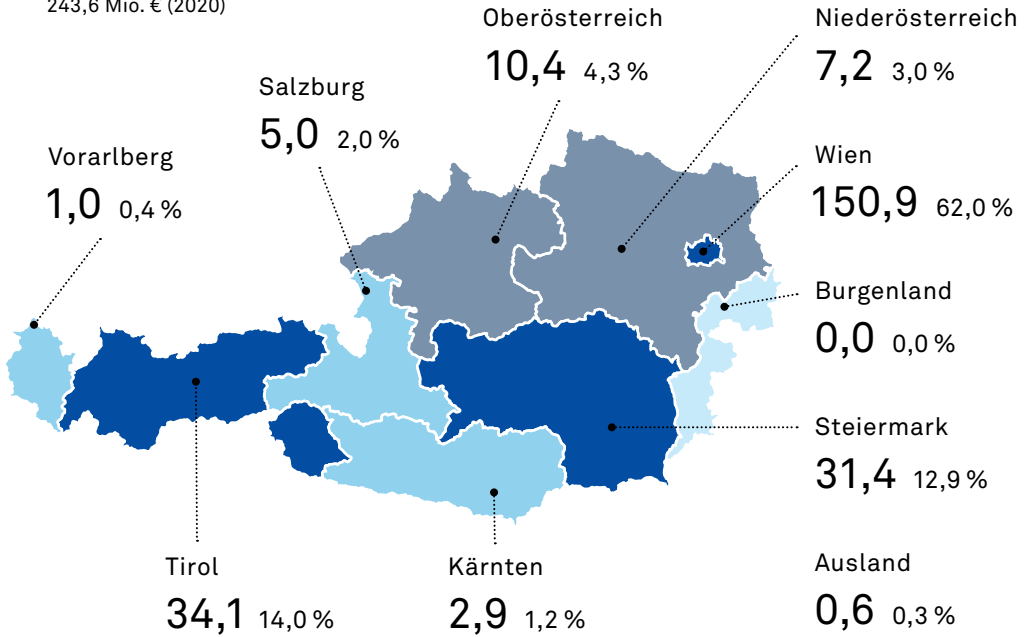 243,6 Mio. € (2020)
Oberösterreich
10,4 4,3 %
Niederösterreich
7,2 3,0 %
Salzburg
5,0 2,0 %
Vorarlberg
1,0 0,4 %
Wien
150,9 62,0 %
Burgenland
0,0 0,0 %
Steiermark
31,4 12,9 %
Tirol
34,1 14,0 %
Kärnten
2,9 1,2 %
Ausland
0,6 0,3 %